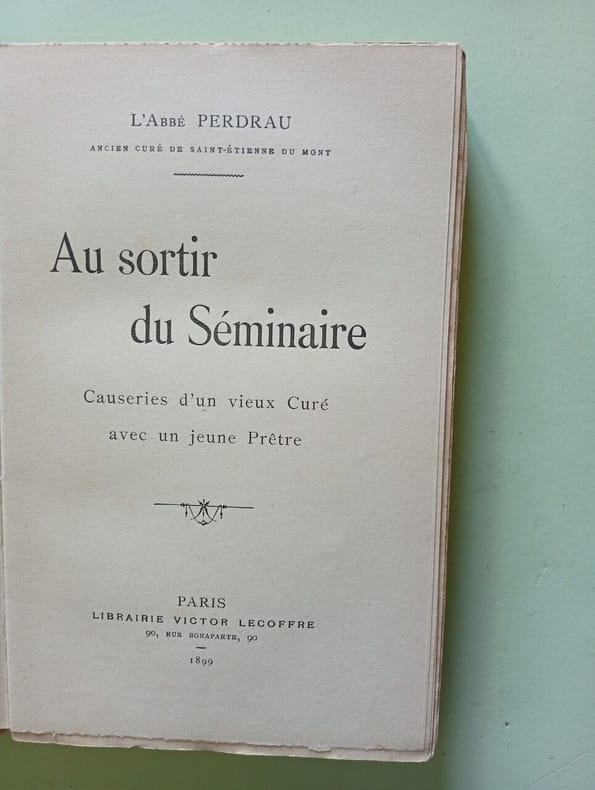 L'ABBÉ PERDRAU
ANCIEN CURÉ DE SAINT-ÉTIENNE DU MONT
Au sortir
du Séminaire
Causeries d'un vieux Curé
avec un jeune Prêtre
PARIS
LIBRAIRIE VICTOR LECOFFRE
90, RUE BONAPARTE, 90
1899